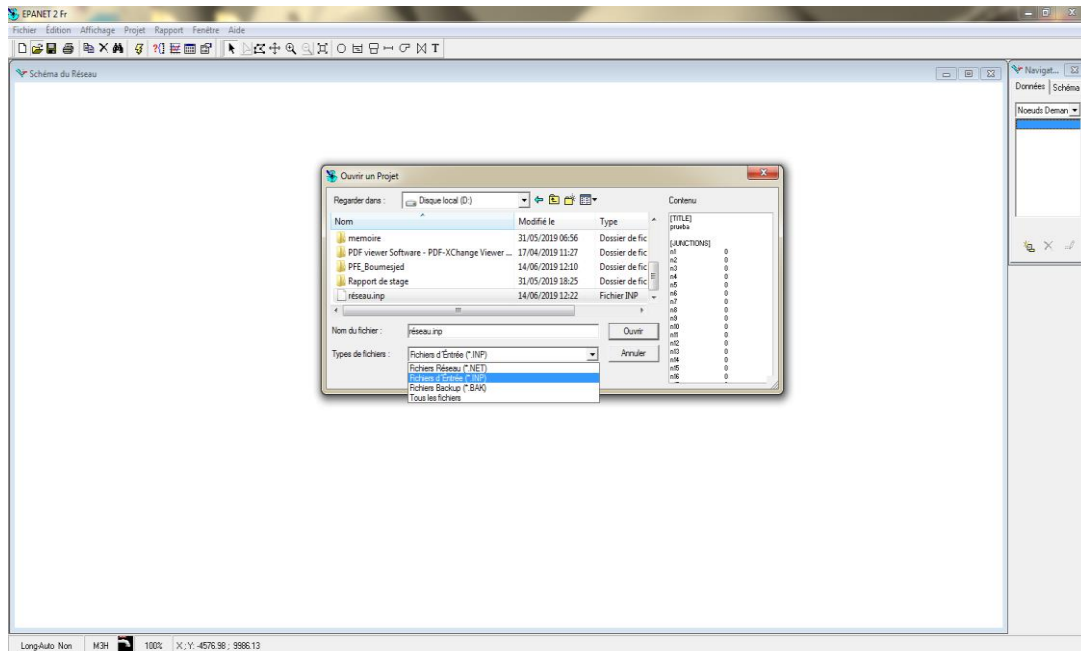 EPANET 2 Fr
Fichier Édition Affichage Projet Rapport Fenêtre Aide
Schéma du Réseau
Navigat...
Données Schéma
Noeuds Deman
Ouvrir un Projet
Regarder dans : Disque local (D:)
Contenu
Nom Modifié le Type
memoire 31/05/2019 06:56 Dossier de fic
PDF viewer Software - PDF-XChange Viewer ... 17/04/2019 11:27 Dossier de fic
PFE_Boumesjed 14/06/2019 12:10 Dossier de fic
Rapport de stage 31/05/2019 18:25 Dossier de fic
réseau.inp 14/06/2019 12:22 Fichier INP
Nom du fichier : réseau.inp Ouvrir
Types de fichiers : Fichiers d'Éntrée (*.INP) Annuler
Fichiers Réseau (*.NET)
Fichiers d'Éntrée (*.INP)
Fichiers Backup (*.BAK)
Tous les fichiers
[TITLE]
prueba
[JUNCTIONS]
n1 0
n2 0
n3 0
n4 0
n5 0
n6 0
n7 0
n8 0
n9 0
n10 0
n11 0
n12 0
n13 0
n14 0
n15 0
n16 0
Long-Auto Non M3H 100% X ; Y: -4576.98 ; 9986.13